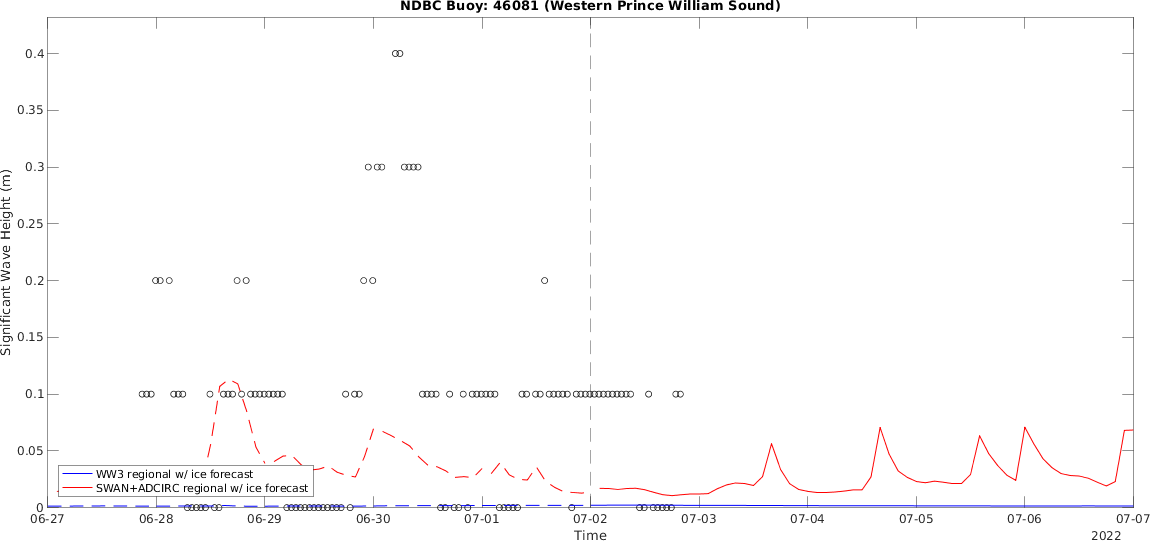 NDBC Buoy: 46081 (Western Prince William Sound)
0.4
0.35
0.3
0.25
0.2
0.15
0.1
0.05
0
Significant Wave Height (m)
WW3 regional w/ ice forecast
SWAN+ADCIRC regional w/ ice forecast
06-27 06-28 06-29 06-30 07-01 07-02 07-03 07-04 07-05 07-06 07-07
Time
2022